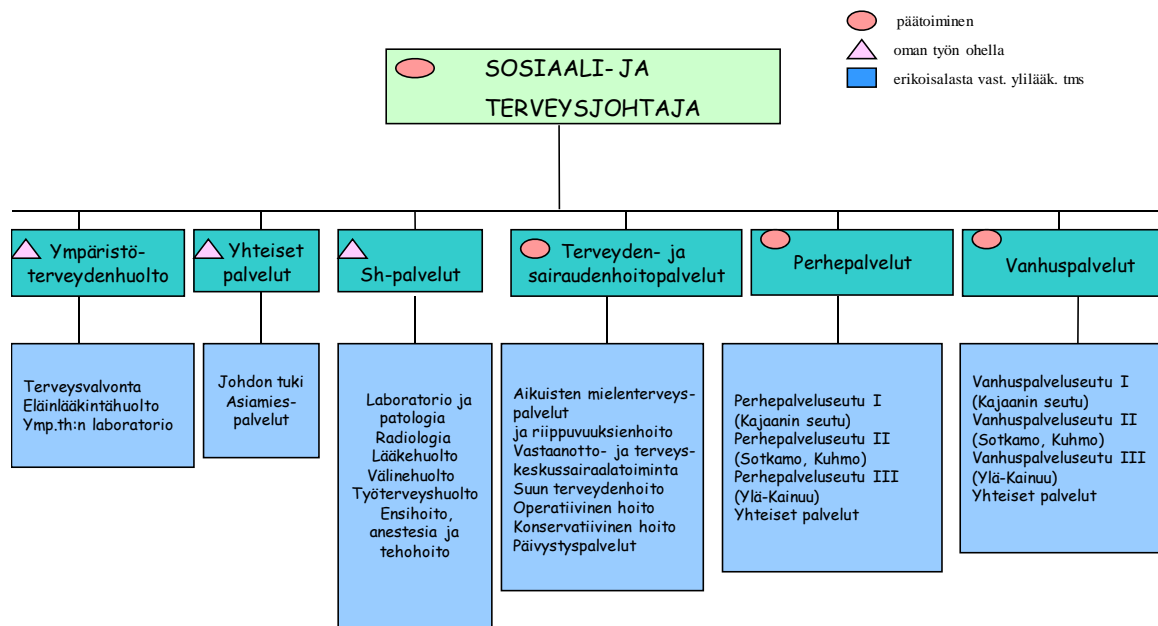 päätoiminen
oman työn ohella
erikoisalasta vast. ylilääk. tms
SOSIAALI- JA
TERVEYSJOHTAJA
Ympäristö-
terveydenhuolto
Yhteiset
palvelut
Sh-palvelut
Terveyden- ja
sairaudenhoitopalvelut
Perhepalvelut
Vanhuspalvelut
Terveysvalvonta
Eläinlääkintähuolto
Ymp.th:n laboratorio
Johdon tuki
Asiamies-
palvelut
Laboratorio ja
patologia
Radiologia
Lääkehuolto
Välinehuolto
Työterveyshuolto
Ensihoito,
anestesia ja
tehohoito
Aikuisten mielenterveys-
palvelut
ja riippuvuuksienhoito
Vastaanotto- ja terveys-
keskussairaalatoiminta
Suun terveydenhoito
Operatiivinen hoito
Konservatiivinen hoito
Päivystyspalvelut
Perhepalveluseutu I
(Kajaanin seutu)
Perhepalveluseutu II
(Sotkamo, Kuhmo)
Perhepalveluseutu III
(Ylä-Kainuu)
Yhteiset palvelut
Vanhuspalveluseutu I
(Kajaanin seutu)
Vanhuspalveluseutu II
(Sotkamo, Kuhmo)
Vanhuspalveluseutu III
(Ylä-Kainuu)
Yhteiset palvelut